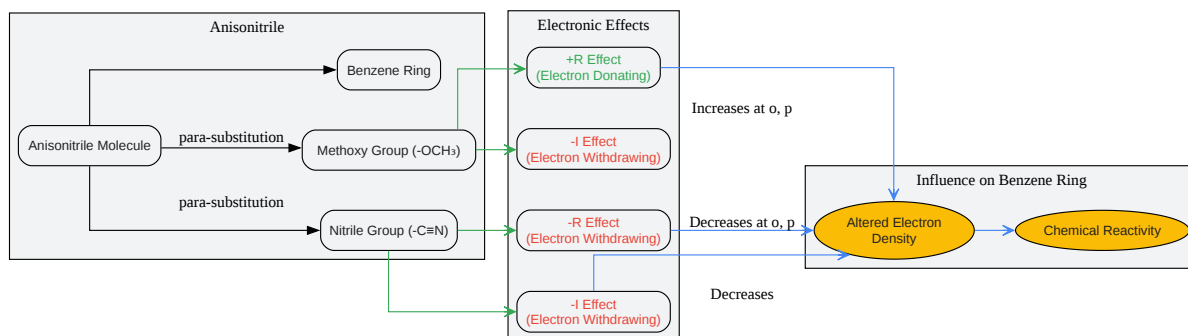 Anisonitrile
Electronic Effects
Benzene Ring
+R Effect
(Electron Donating)
Increases at o, p
Anisonitrile Molecule
para-substitution
Methoxy Group (-OCH₃)
-I Effect
(Electron Withdrawing)
Influence on Benzene Ring
para-substitution
Nitrile Group (-C≡N)
-R Effect
(Electron Withdrawing)
Decreases at o, p
Altered Electron
Density
Chemical Reactivity
-I Effect
(Electron Withdrawing)
Decreases